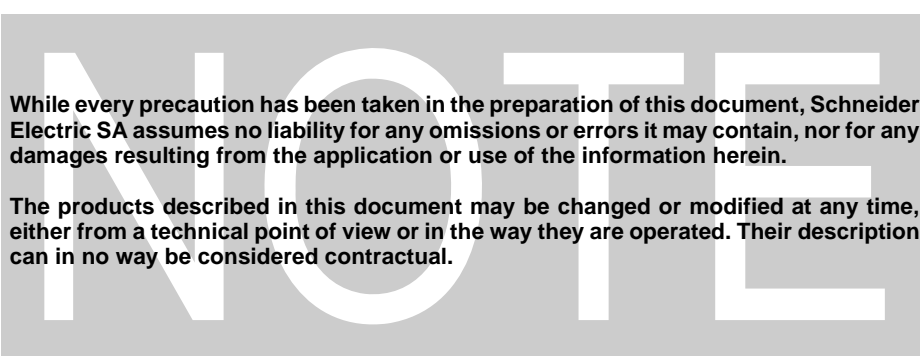 NOTE
While every precaution has been taken in the preparation of this document, Schneider
Electric SA assumes no liability for any omissions or errors it may contain, nor for any
damages resulting from the application or use of the information herein.
The products described in this document may be changed or modified at any time,
either from a technical point of view or in the way they are operated. Their description
can in no way be considered contractual.